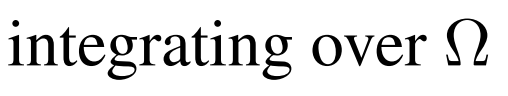 integrating over Ω